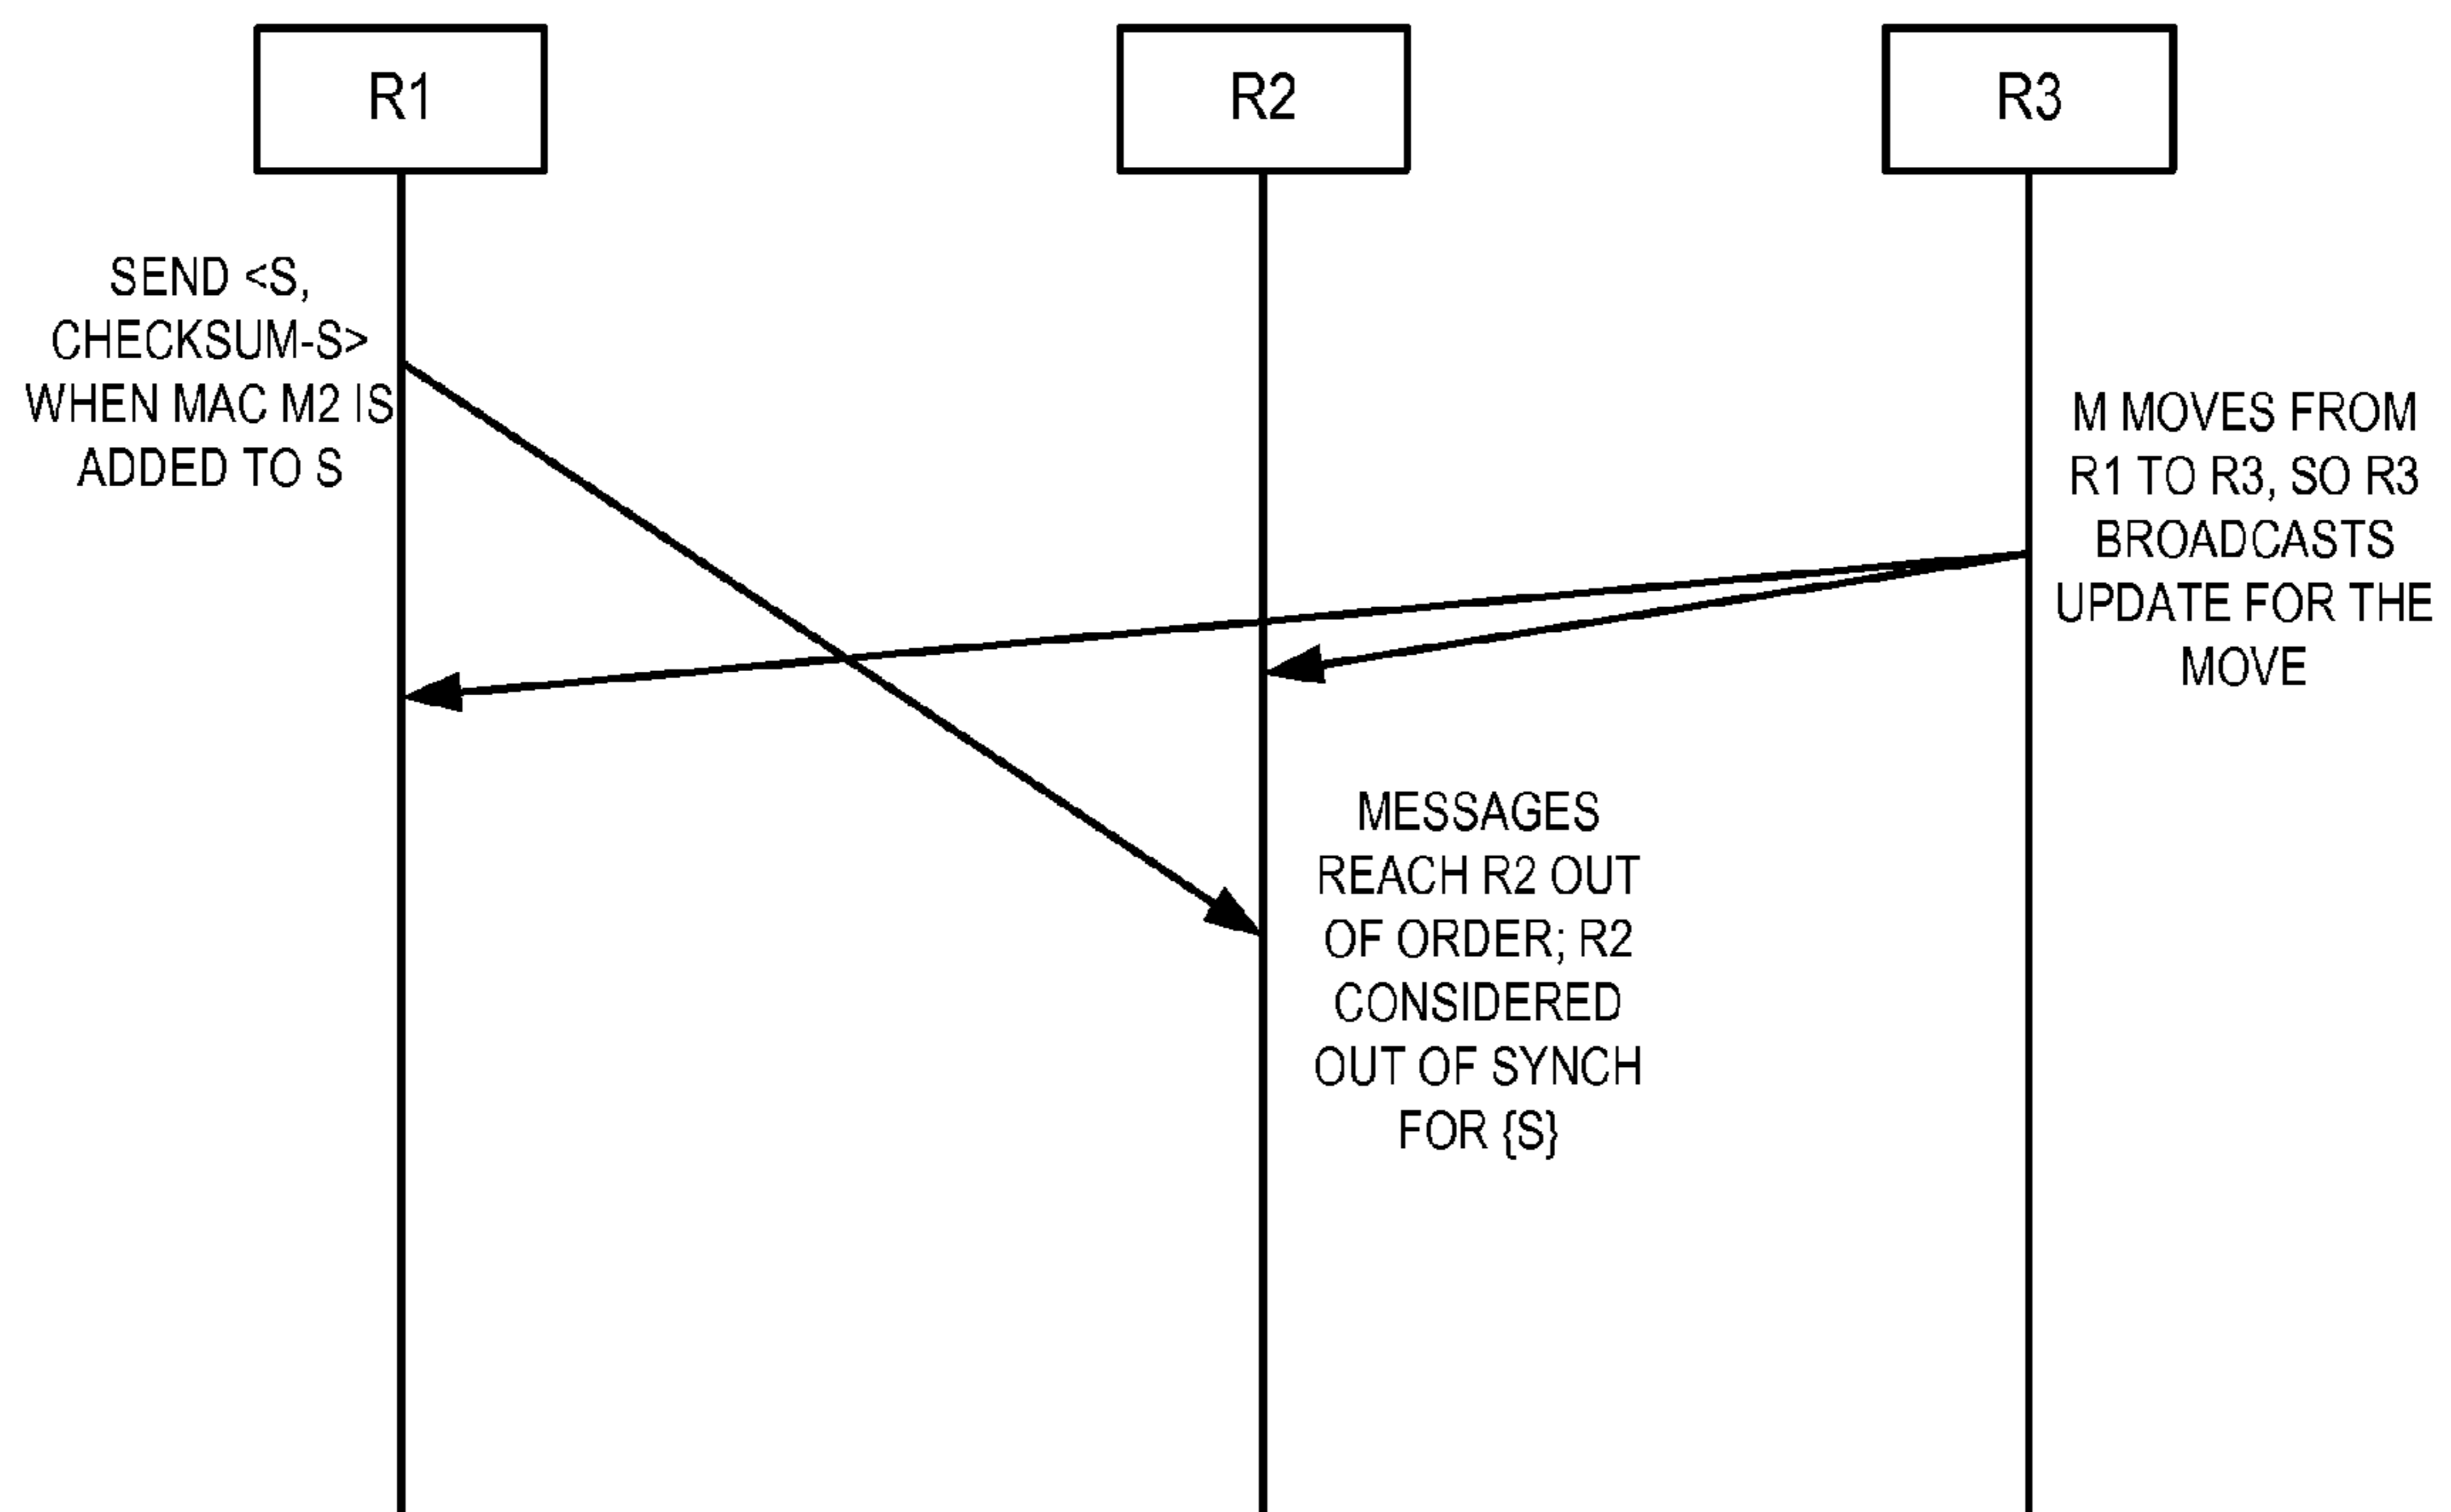 R1
R2
R3
SEND <S,
CHECKSUM-S>
WHEN MAC M2 IS
ADDED TO S
M MOVES FROM
R1 TO R3, SO R3
BROADCASTS
UPDATE FOR THE
MOVE
MESSAGES
REACH R2 OUT
OF ORDER; R2
CONSIDERED
OUT OF SYNCH
FOR {S}